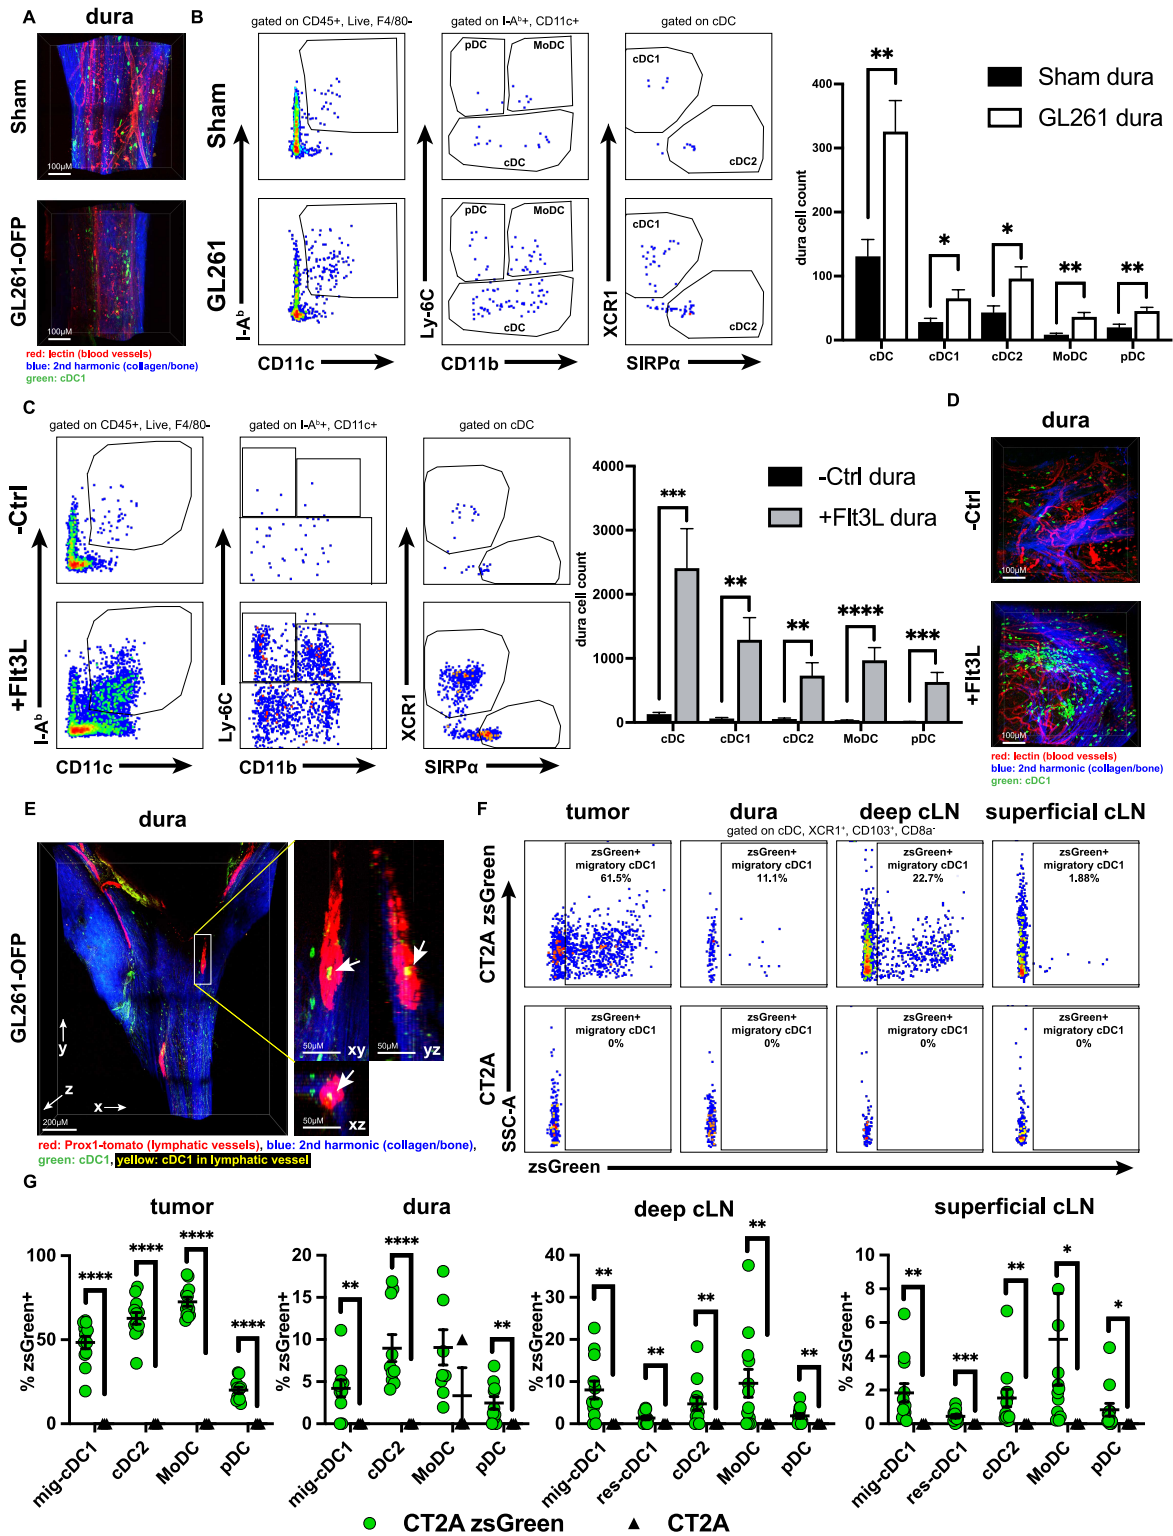 A
dura
Sham
100µM
GL261-OFP
100µM
red: lectin (blood vessels)
blue: 2nd harmonic (collagen/bone)
green: cDC1
B
gated on CD45+, Live, F4/80-
gated on I-Aᵇ+, CD11c+
gated on cDC
Sham
pDC
MoDC
cDC
cDC1
cDC2
GL261
pDC
MoDC
cDC
cDC1
cDC2
I-Aᵇ
CD11c
Ly-6C
CD11b
XCR1
SIRPα
dura cell count
400
300
200
100
0
**
*
*
**
**
Sham dura
GL261 dura
cDC
cDC1
cDC2
MoDC
pDC
C
gated on CD45+, Live, F4/80-
gated on I-Aᵇ+, CD11c+
gated on cDC
-Ctrl
+Flt3L
I-Aᵇ
CD11c
Ly-6C
CD11b
XCR1
SIRPα
dura cell count
4000
3000
2000
1000
0
***
**
**
****
***
-Ctrl dura
+Flt3L dura
cDC
cDC1
cDC2
MoDC
pDC
D
dura
-Ctrl
100µM
+Flt3L
100µM
red: lectin (blood vessels)
blue: 2nd harmonic (collagen/bone)
green: cDC1
E
dura
GL261-OFP
y
z
x
200µM
50µM
xy
50µM
yz
50µM
xz
red: Prox1-tomato (lymphatic vessels), blue: 2nd harmonic (collagen/bone),
green: cDC1, yellow: cDC1 in lymphatic vessel
F
tumor
dura
deep cLN
superficial cLN
gated on cDC, XCR1⁺, CD103⁺, CD8a⁻
CT2A zsGreen
zsGreen+
migratory cDC1
61.5%
zsGreen+
migratory cDC1
11.1%
zsGreen+
migratory cDC1
22.7%
zsGreen+
migratory cDC1
1.88%
CT2A
zsGreen+
migratory cDC1
0%
zsGreen+
migratory cDC1
0%
zsGreen+
migratory cDC1
0%
zsGreen+
migratory cDC1
0%
SSC-A
zsGreen
G
tumor
% zsGreen+
100
50
0
****
****
****
****
mig-cDC1
cDC2
MoDC
pDC
dura
% zsGreen+
20
15
10
5
0
**
****
**
mig-cDC1
cDC2
MoDC
pDC
deep cLN
% zsGreen+
40
30
20
10
0
**
**
**
**
**
mig-cDC1
res-cDC1
cDC2
MoDC
pDC
superficial cLN
% zsGreen+
10
8
6
4
2
0
**
***
**
*
*
mig-cDC1
res-cDC1
cDC2
MoDC
pDC
CT2A zsGreen
CT2A